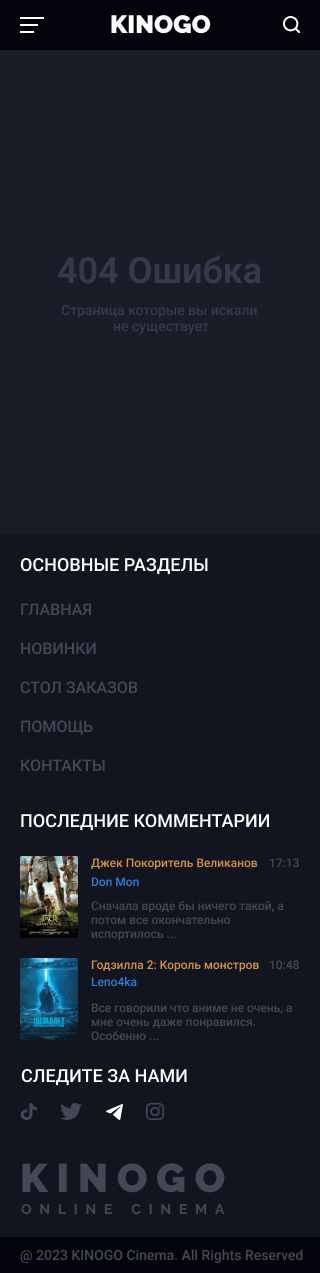 KINOGO
404 Ошибка
Страница которые вы искали
не существует
ОСНОВНЫЕ РАЗДЕЛЫ
ГЛАВНАЯ
НОВИНКИ
СТОЛ ЗАКАЗОВ
ПОМОЩЬ
КОНТАКТЫ
ПОСЛЕДНИЕ КОММЕНТАРИИ
Джек Покоритель Великанов 17:13
Don Mon
Сначала вроде бы ничего такой, а
потом все окончательно
испортилось ...
Годзилла 2: Король монстров 10:48
Leno4ka
Все говорили что аниме не очень, а
мне очень даже понравился.
Особенно ...
СЛЕДИТЕ ЗА НАМИ
KINOGO
ONLINE CINEMA
@ 2023 KINOGO Cinema. All Rights Reserved